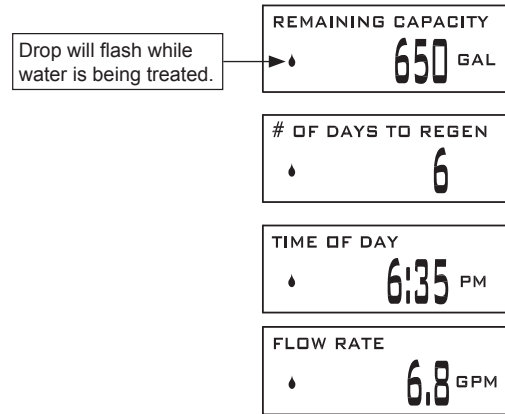 REMAINING CAPACITY
Drop will flash while
water is being treated.
650 GAL
# OF DAYS TO REGEN
6
TIME OF DAY
6:35 PM
FLOW RATE
6.8 GPM